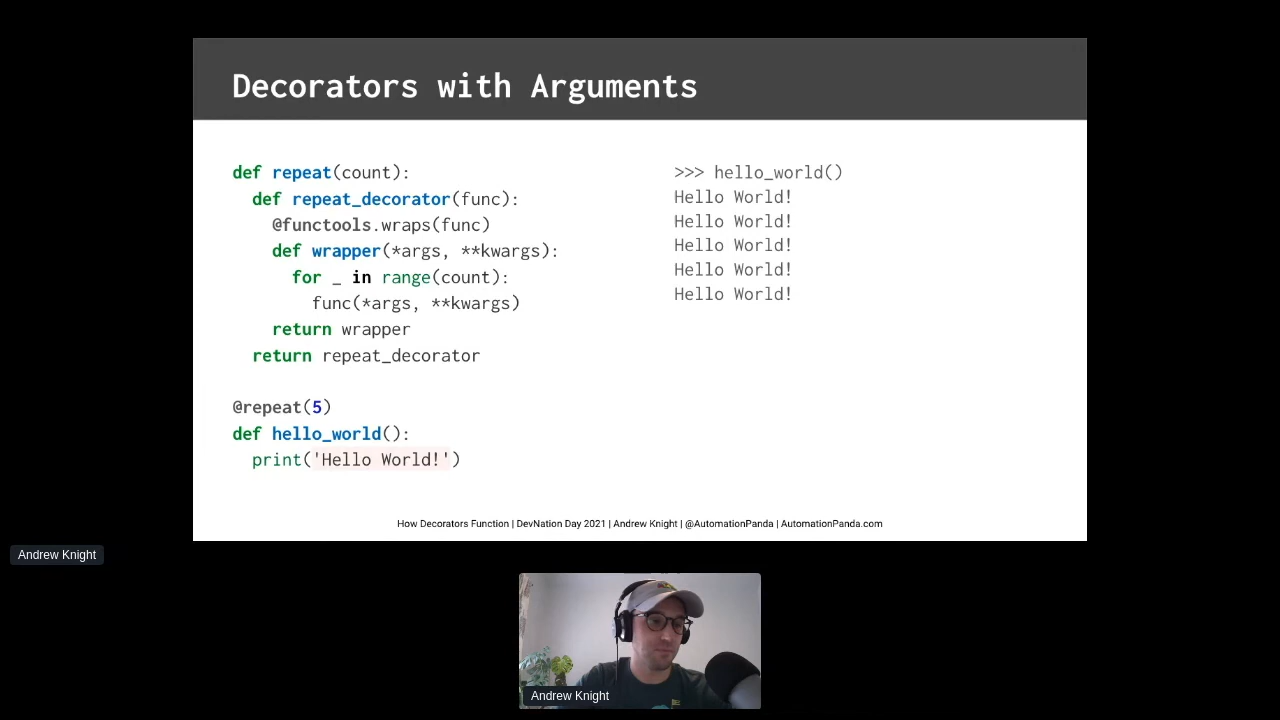 Decorators with Arguments
def repeat(count):
  def repeat_decorator(func):
    @functools.wraps(func)
    def wrapper(*args, **kwargs):
      for _ in range(count):
        func(*args, **kwargs)
    return wrapper
  return repeat_decorator
@repeat(5)
def hello_world():
  print('Hello World!')
>>> hello_world()
Hello World!
Hello World!
Hello World!
Hello World!
Hello World!
How Decorators Function | DevNation Day 2021 | Andrew Knight | @AutomationPanda | AutomationPanda.com
Andrew Knight
Andrew Knight